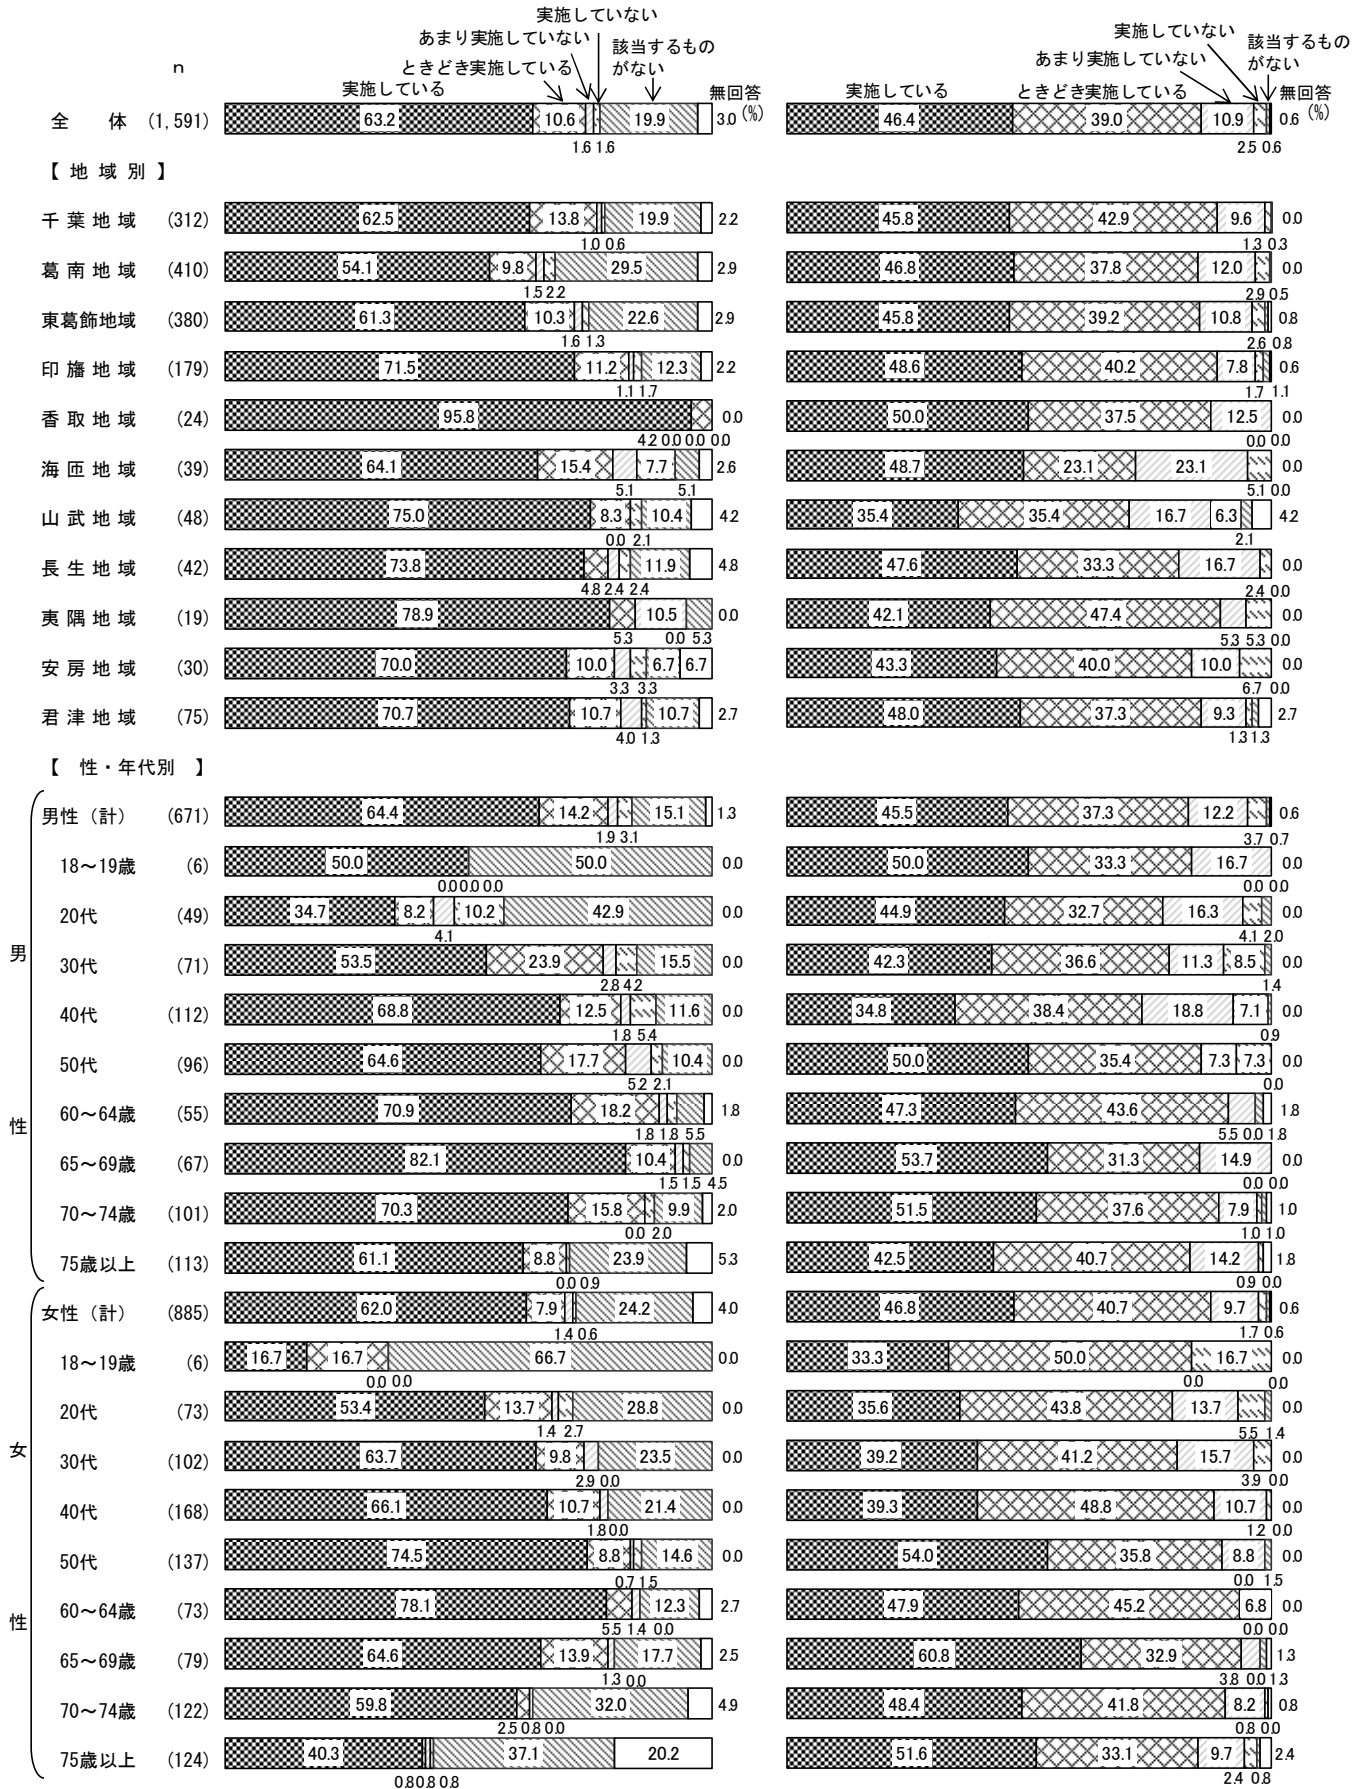 実施していない
あまり実施していない
ときどき実施している
該当するもの
がない
実施している
無回答
(%)
実施していない
あまり実施していない
該当するもの
がない
実施している
ときどき実施している
無回答
(%)
n
全 体 (1,591) 63.2 10.6 1.6 1.6 19.9 3.0 46.4 39.0 10.9 2.5 0.6 0.6
【 地 域 別 】
千 葉 地 域 (312) 62.5 13.8 1.0 0.6 19.9 2.2 45.8 42.9 9.6 1.3 0.3 0.0
葛 南 地 域 (410) 54.1 9.8 1.5 2.2 29.5 2.9 46.8 37.8 12.0 2.9 0.5 0.0
東葛飾地域 (380) 61.3 10.3 1.6 1.3 22.6 2.9 45.8 39.2 10.8 2.6 0.8 0.8
印 旛 地 域 (179) 71.5 11.2 1.1 1.7 12.3 2.2 48.6 40.2 7.8 1.7 1.1 0.6
香 取 地 域 (24) 95.8 4.2 0.0 0.0 0.0 0.0 50.0 37.5 12.5 0.0 0.0 0.0
海 匝 地 域 (39) 64.1 15.4 5.1 7.7 5.1 2.6 48.7 23.1 23.1 5.1 0.0 0.0
山 武 地 域 (48) 75.0 8.3 0.0 2.1 10.4 4.2 35.4 35.4 16.7 6.3 2.1 4.2
長 生 地 域 (42) 73.8 4.8 2.4 2.4 11.9 4.8 47.6 33.3 16.7 2.4 0.0 0.0
夷 隅 地 域 (19) 78.9 5.3 10.5 0.0 5.3 0.0 42.1 47.4 5.3 5.3 0.0 0.0
安 房 地 域 (30) 70.0 10.0 3.3 3.3 6.7 6.7 43.3 40.0 10.0 6.7 0.0 0.0
君 津 地 域 (75) 70.7 10.7 4.0 1.3 10.7 2.7 48.0 37.3 9.3 1.3 1.3 2.7
【 性・年代別 】
男性（計） (671) 64.4 14.2 1.9 3.1 15.1 1.3 45.5 37.3 12.2 3.7 0.7 0.6
18～19歳 (6) 50.0 0.0 0.0 0.0 50.0 0.0 50.0 33.3 16.7 0.0 0.0 0.0
20代 (49) 34.7 8.2 4.1 10.2 42.9 0.0 44.9 32.7 16.3 4.1 2.0 0.0
男
30代 (71) 53.5 23.9 2.8 4.2 15.5 0.0 42.3 36.6 11.3 8.5 1.4 0.0
40代 (112) 68.8 12.5 1.8 5.4 11.6 0.0 34.8 38.4 18.8 7.1 0.9 0.0
50代 (96) 64.6 17.7 5.2 2.1 10.4 0.0 50.0 35.4 7.3 7.3 0.0 0.0
60～64歳 (55) 70.9 18.2 1.8 1.8 5.5 1.8 47.3 43.6 5.5 0.0 1.8 1.8
性
65～69歳 (67) 82.1 10.4 1.5 1.5 4.5 0.0 53.7 31.3 14.9 0.0 0.0 0.0
70～74歳 (101) 70.3 15.8 0.0 2.0 9.9 2.0 51.5 37.6 7.9 1.0 1.0 1.0
75歳以上 (113) 61.1 8.8 0.0 0.9 23.9 5.3 42.5 40.7 14.2 0.9 0.0 1.8
女性（計） (885) 62.0 7.9 1.4 0.6 24.2 4.0 46.8 40.7 9.7 1.7 0.6 0.6
18～19歳 (6) 16.7 16.7 0.0 0.0 66.7 0.0 33.3 50.0 0.0 16.7 0.0 0.0
20代 (73) 53.4 13.7 1.4 2.7 28.8 0.0 35.6 43.8 13.7 5.5 1.4 0.0
女
30代 (102) 63.7 9.8 2.9 0.0 23.5 0.0 39.2 41.2 15.7 3.9 0.0 0.0
40代 (168) 66.1 10.7 1.8 0.0 21.4 0.0 39.3 48.8 10.7 1.2 0.0 0.0
50代 (137) 74.5 8.8 0.7 1.5 14.6 0.0 54.0 35.8 8.8 0.0 1.5 0.0
60～64歳 (73) 78.1 5.5 1.4 0.0 12.3 2.7 47.9 45.2 6.8 0.0 0.0 0.0
性
65～69歳 (79) 64.6 13.9 1.3 0.0 17.7 2.5 60.8 32.9 3.8 0.0 1.3 1.3
70～74歳 (122) 59.8 2.5 0.8 0.0 32.0 4.9 48.4 41.8 8.2 0.8 0.0 0.8
75歳以上 (124) 40.3 0.8 0.8 0.8 37.1 20.2 51.6 33.1 9.7 2.4 0.8 2.4